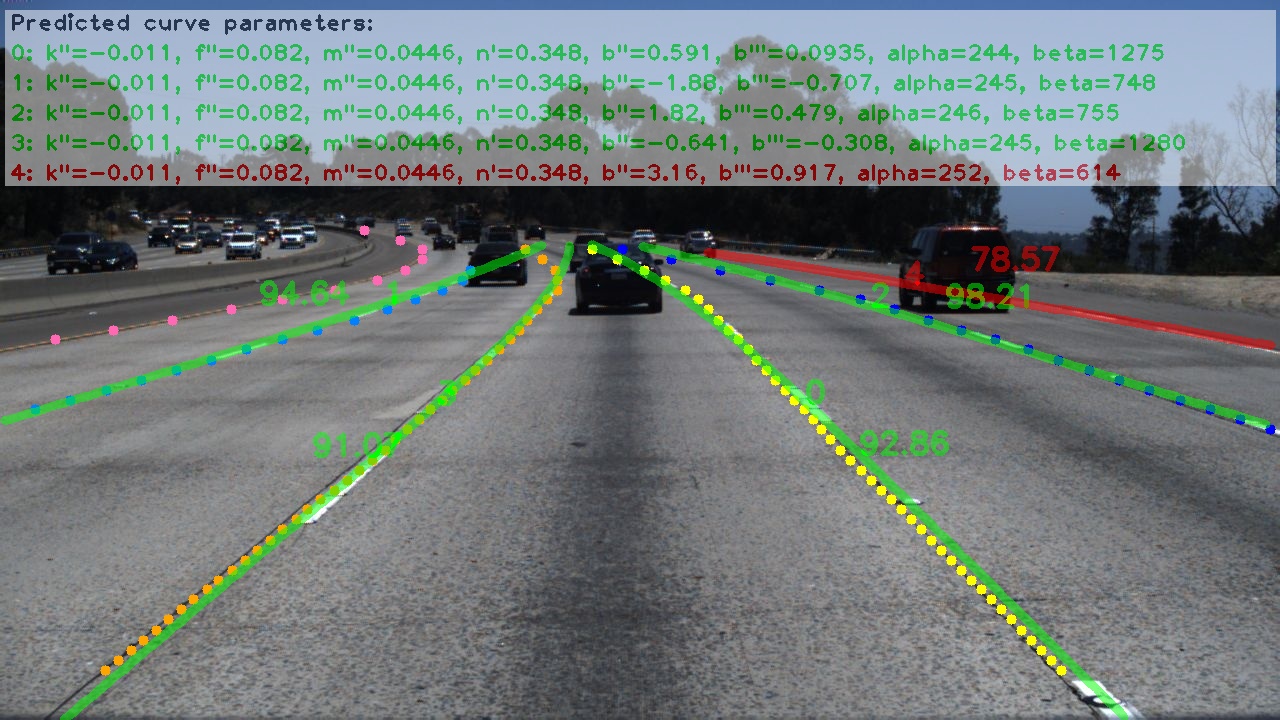 Predicted curve parameters:
0: k"=-0.011, f"=0.082, m"=0.0446, n'=0.348, b"=0.591, b'''=0.0935, alpha=244, beta=1275
1: k"=-0.011, f"=0.082, m"=0.0446, n'=0.348, b"=-1.88, b'''=-0.707, alpha=245, beta=748
2: k"=-0.011, f"=0.082, m"=0.0446, n'=0.348, b"=1.82, b'''=0.479, alpha=246, beta=755
3: k"=-0.011, f"=0.082, m"=0.0446, n'=0.348, b"=-0.641, b'''=-0.308, alpha=245, beta=1280
4: k"=-0.011, f"=0.082, m"=0.0446, n'=0.348, b"=3.16, b'''=0.917, alpha=252, beta=614
78.57
4
94.64 1
2 98.21
0
92.86